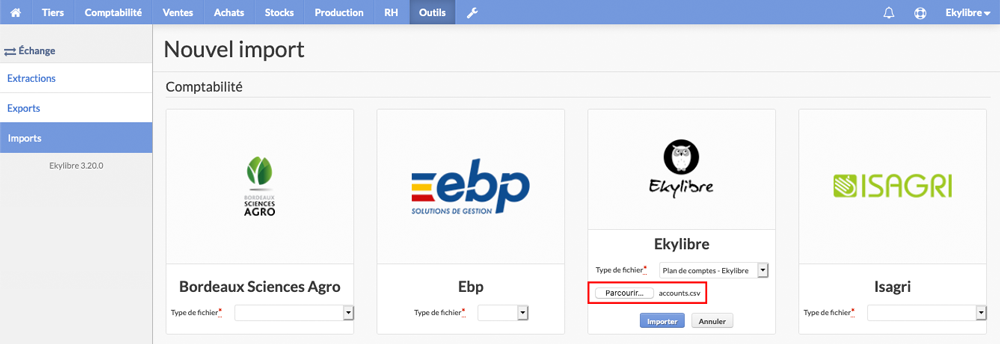 Tiers Comptabilité Ventes Achats Stocks Production RH Outils Ekylibre
Échange
Extractions
Exports
Imports
Ekylibre 3.20.0
Nouvel import
Comptabilité
BORDEAUX
SCIENCES
AGRO
Bordeaux Sciences Agro
Type de fichier*
ebp
SOLUTIONS DE GESTION
Ebp
Type de fichier*
Ekylibre
Ekylibre
Type de fichier* Plan de comptes - Ekylibre
Parcourir... accounts.csv
Importer Annuler
ISAGRI
Isagri
Type de fichier*